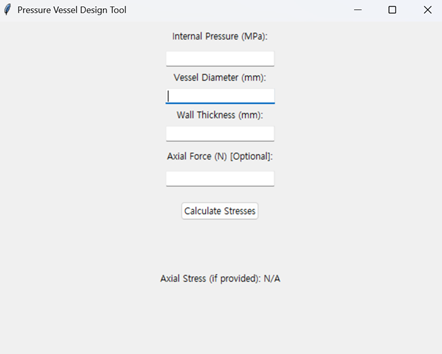 Pressure Vessel Design Tool
Internal Pressure (MPa):
Vessel Diameter (mm):
Wall Thickness (mm):
Axial Force (N) [Optional]:
Calculate Stresses
Axial Stress (if provided): N/A